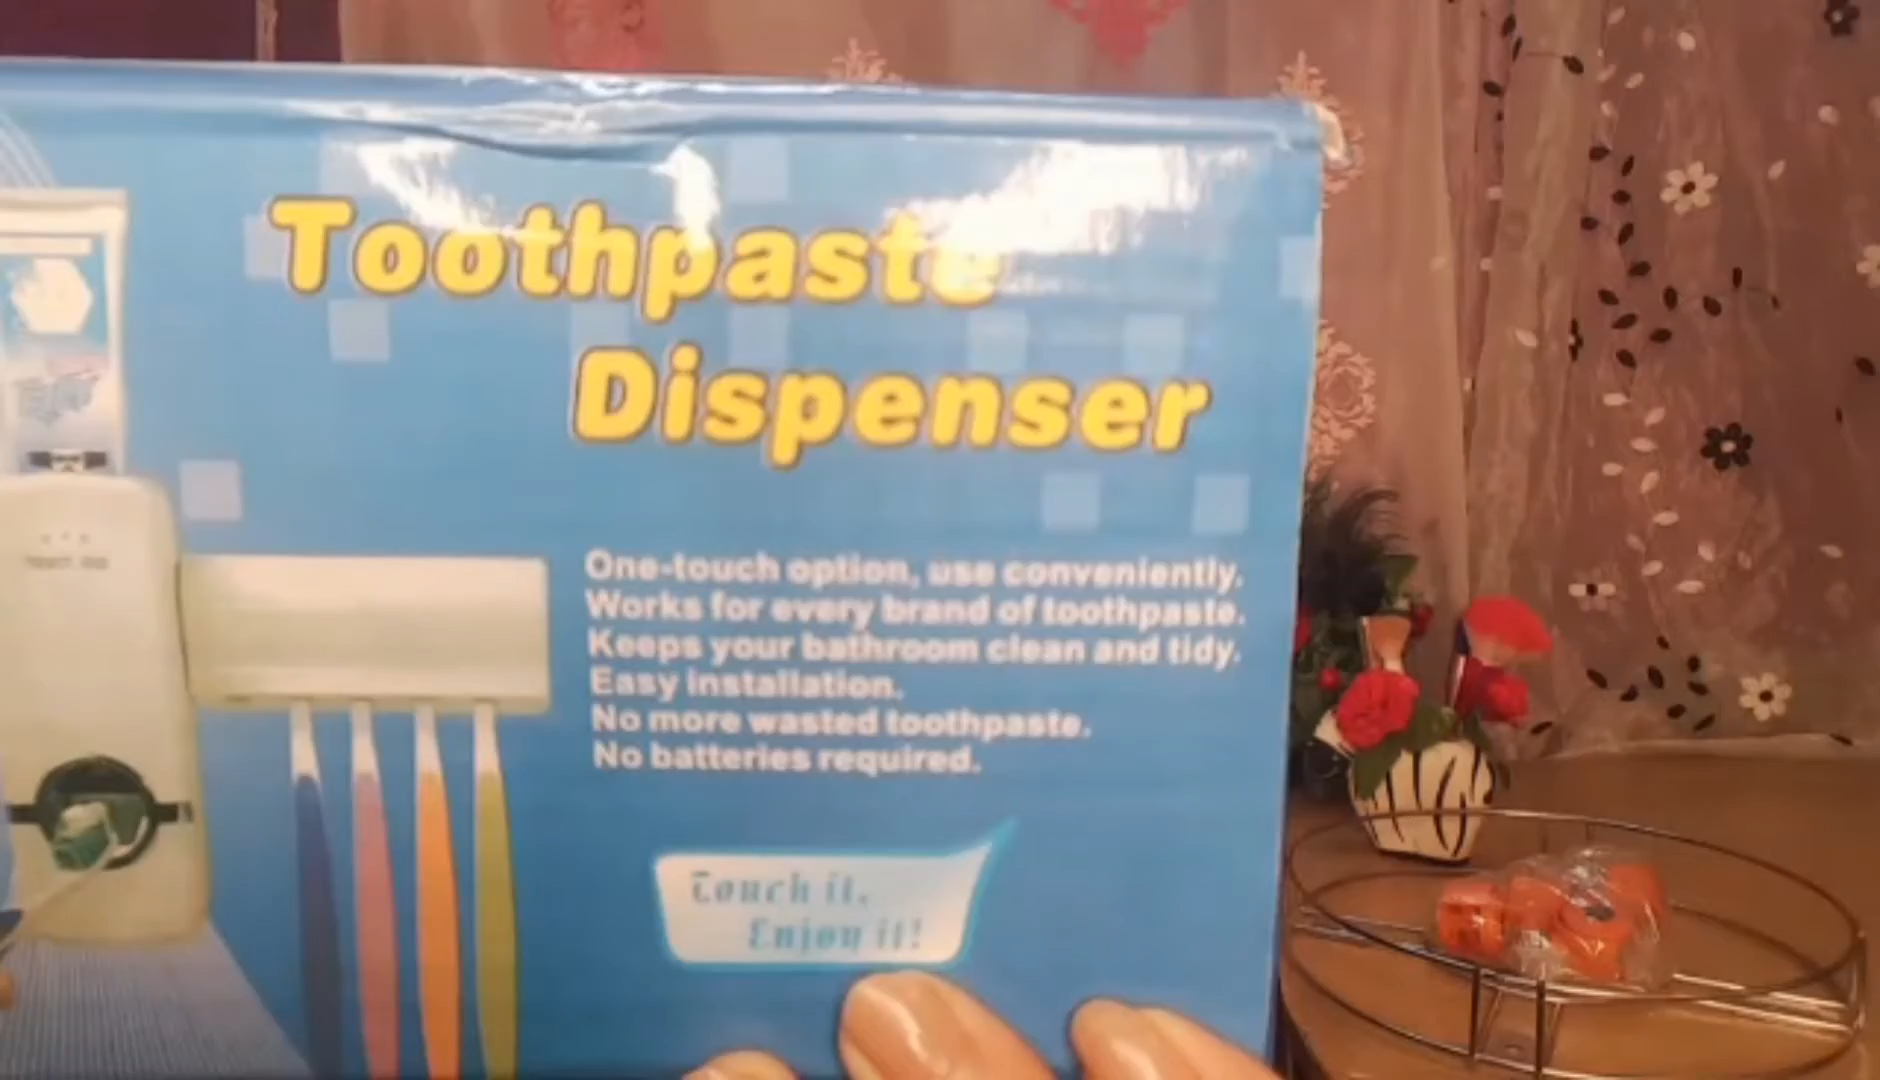 Toothpaste
Dispenser
One-touch option, use conveniently.
Works for every brand of toothpaste.
Keeps your bathroom clean and tidy.
Easy installation.
No more wasted toothpaste.
No batteries required.
Touch it,
Enjoy it!